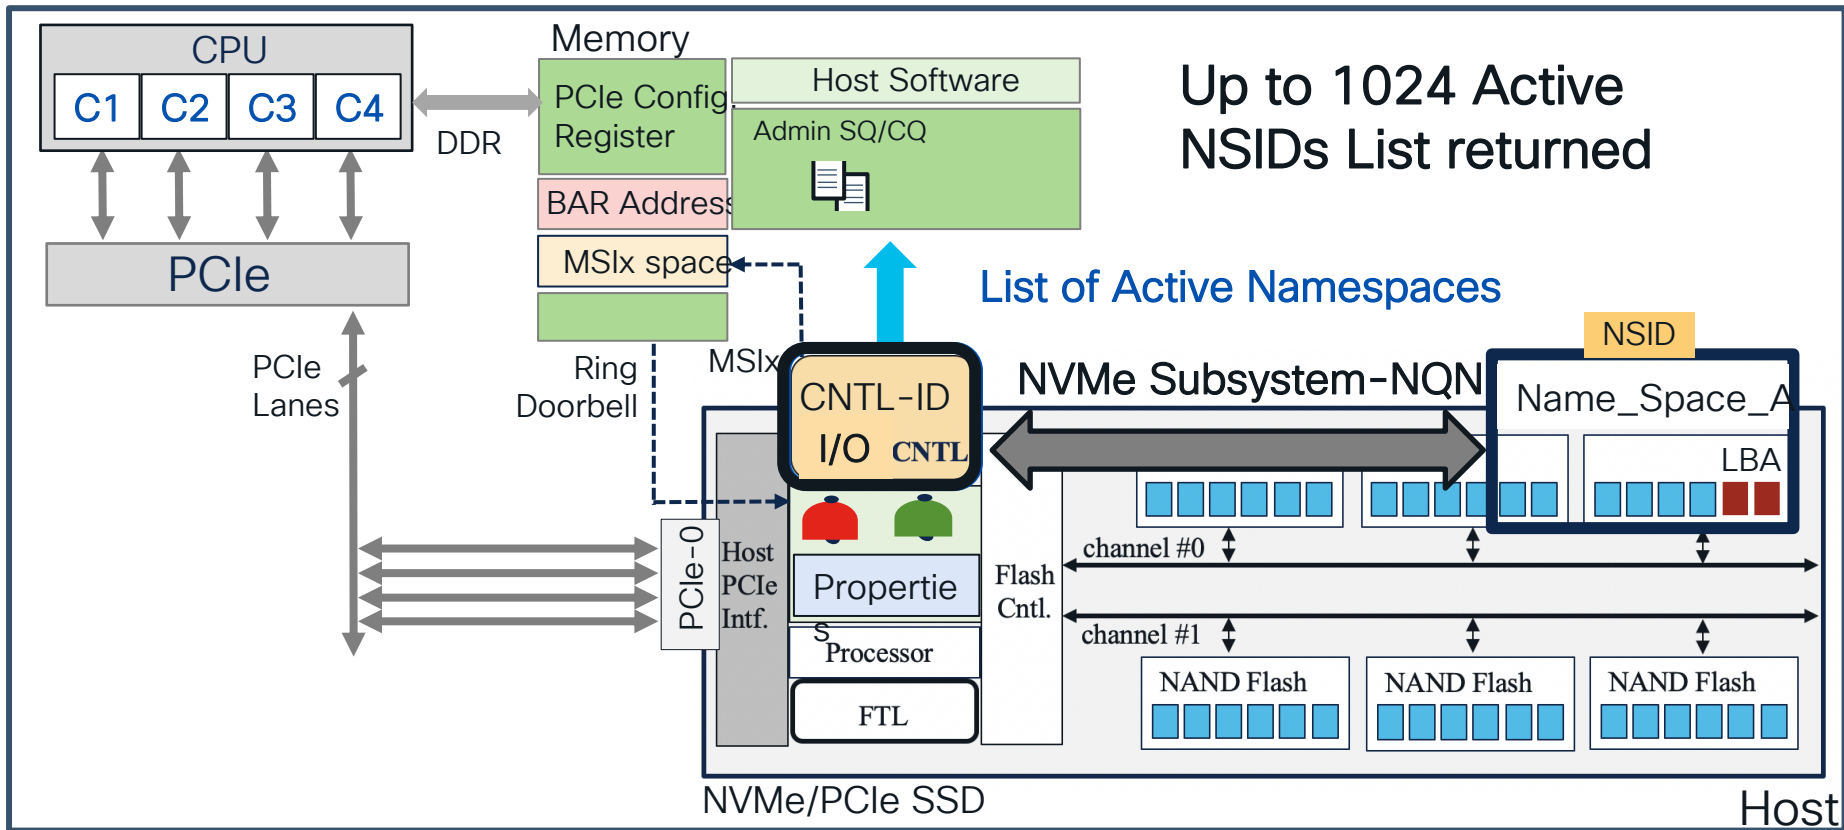 CPU
C1 C2 C3 C4
DDR
PCIe
PCIe
Lanes
Memory
PCIe Config
Register
BAR Address
MSIx space
Host Software
Admin SQ/CQ
Up to 1024 Active
NSIDs List returned
List of Active Namespaces
Ring
Doorbell
MSIx
CNTL-ID
I/O CNTL
NVMe Subsystem-NQN
NSID
Name_Space_A
LBA
PCIe-0
Host
PCIe
Intf.
Propertie
s
Processor
FTL
Flash
Cntl.
channel #0
channel #1
NAND Flash
NAND Flash
NAND Flash
NVMe/PCIe SSD
Host